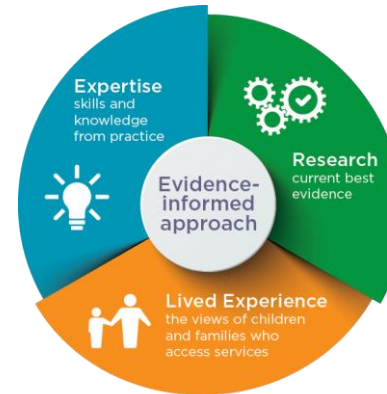 Expertise
skills and
knowledge
from practice
Research
current best
evidence
Evidence-
informed
approach
Lived Experience
the views of children
and families who
access services